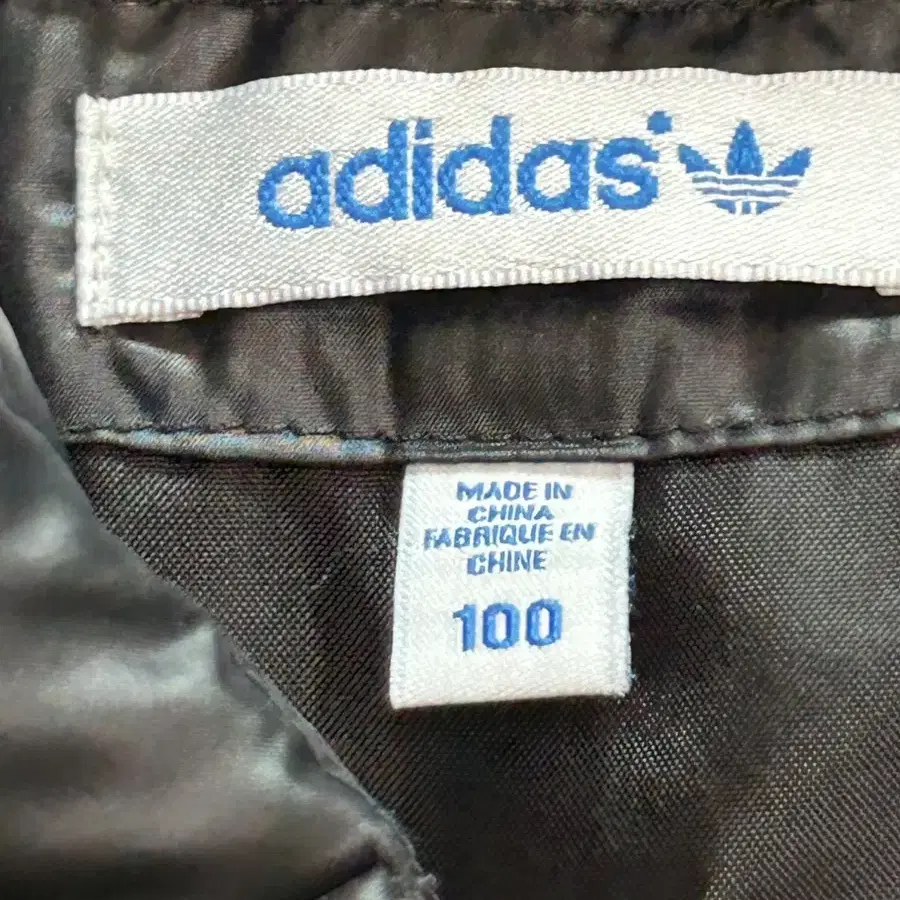 adidas
MADE IN
CHINA
FABRIQUE EN
CHINE
100